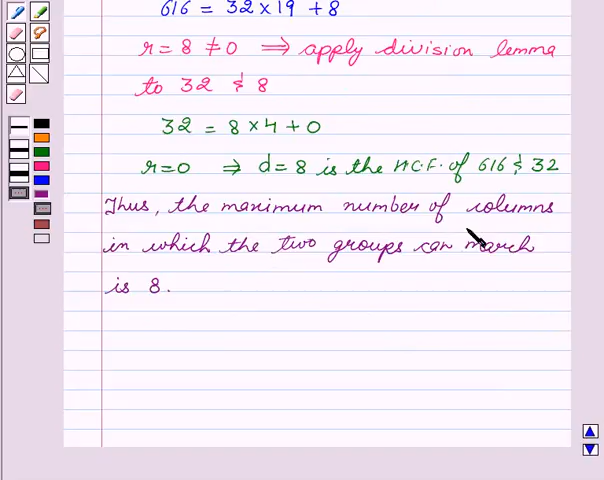 616 = 32 × 19 + 8
r = 8 ≠ 0 ⇒ apply division lemma
to 32 & 8
32 = 8 × 4 + 0
r = 0 ⇒ d = 8 is the H.C.F. of 616 & 32
Thus, the maximum number of columns
in which the two groups can march
is 8.